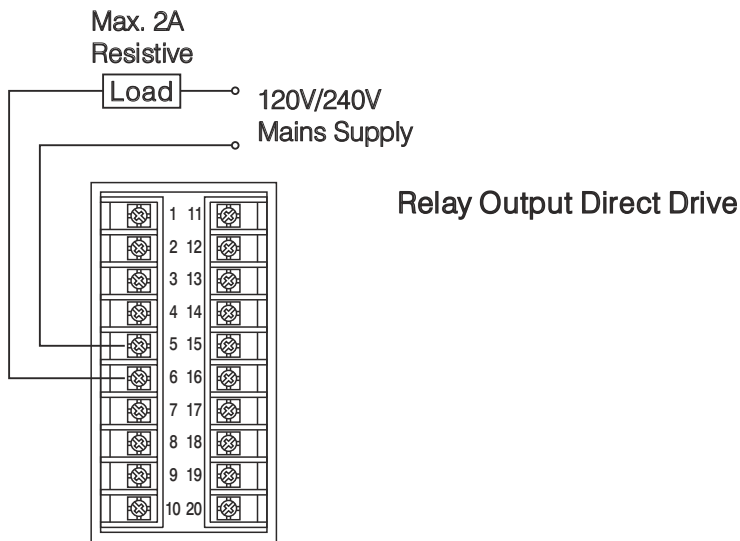 Max. 2A
Resistive
Load
120V/240V
Mains Supply
Relay Output Direct Drive
1 11
2 12
3 13
4 14
5 15
6 16
7 17
8 18
9 19
10 20